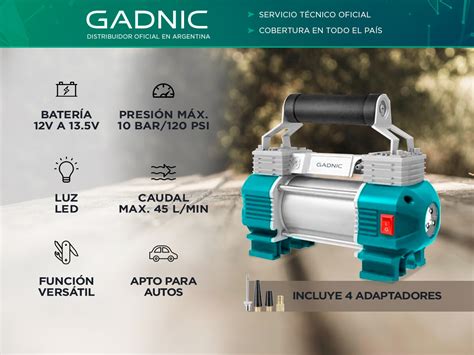 GADNIC
DISTRIBUIDOR OFICIAL EN ARGENTINA
SERVICIO TÉCNICO OFICIAL
COBERTURA EN TODO EL PAÍS
BATERÍA
12V A 13.5V
PRESIÓN MÁX.
10 BAR/120 PSI
LUZ
LED
CAUDAL
MAX. 45 L/MIN
FUNCIÓN
VERSÁTIL
APTO PARA
AUTOS
GADNIC
INCLUYE 4 ADAPTADORES